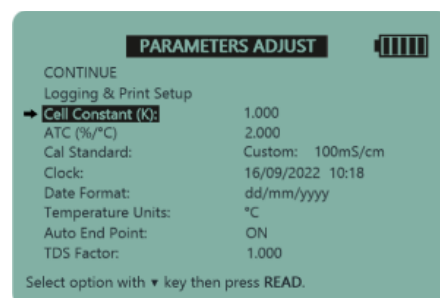 PARAMETERS ADJUST
CONTINUE
Logging & Print Setup
➡ Cell Constant (K): 1.000
ATC (%/°C) 2.000
Cal Standard: Custom: 100mS/cm
Clock: 16/09/2022 10:18
Date Format: dd/mm/yyyy
Temperature Units: °C
Auto End Point: ON
TDS Factor: 1.000
Select option with ▼ key then press READ.